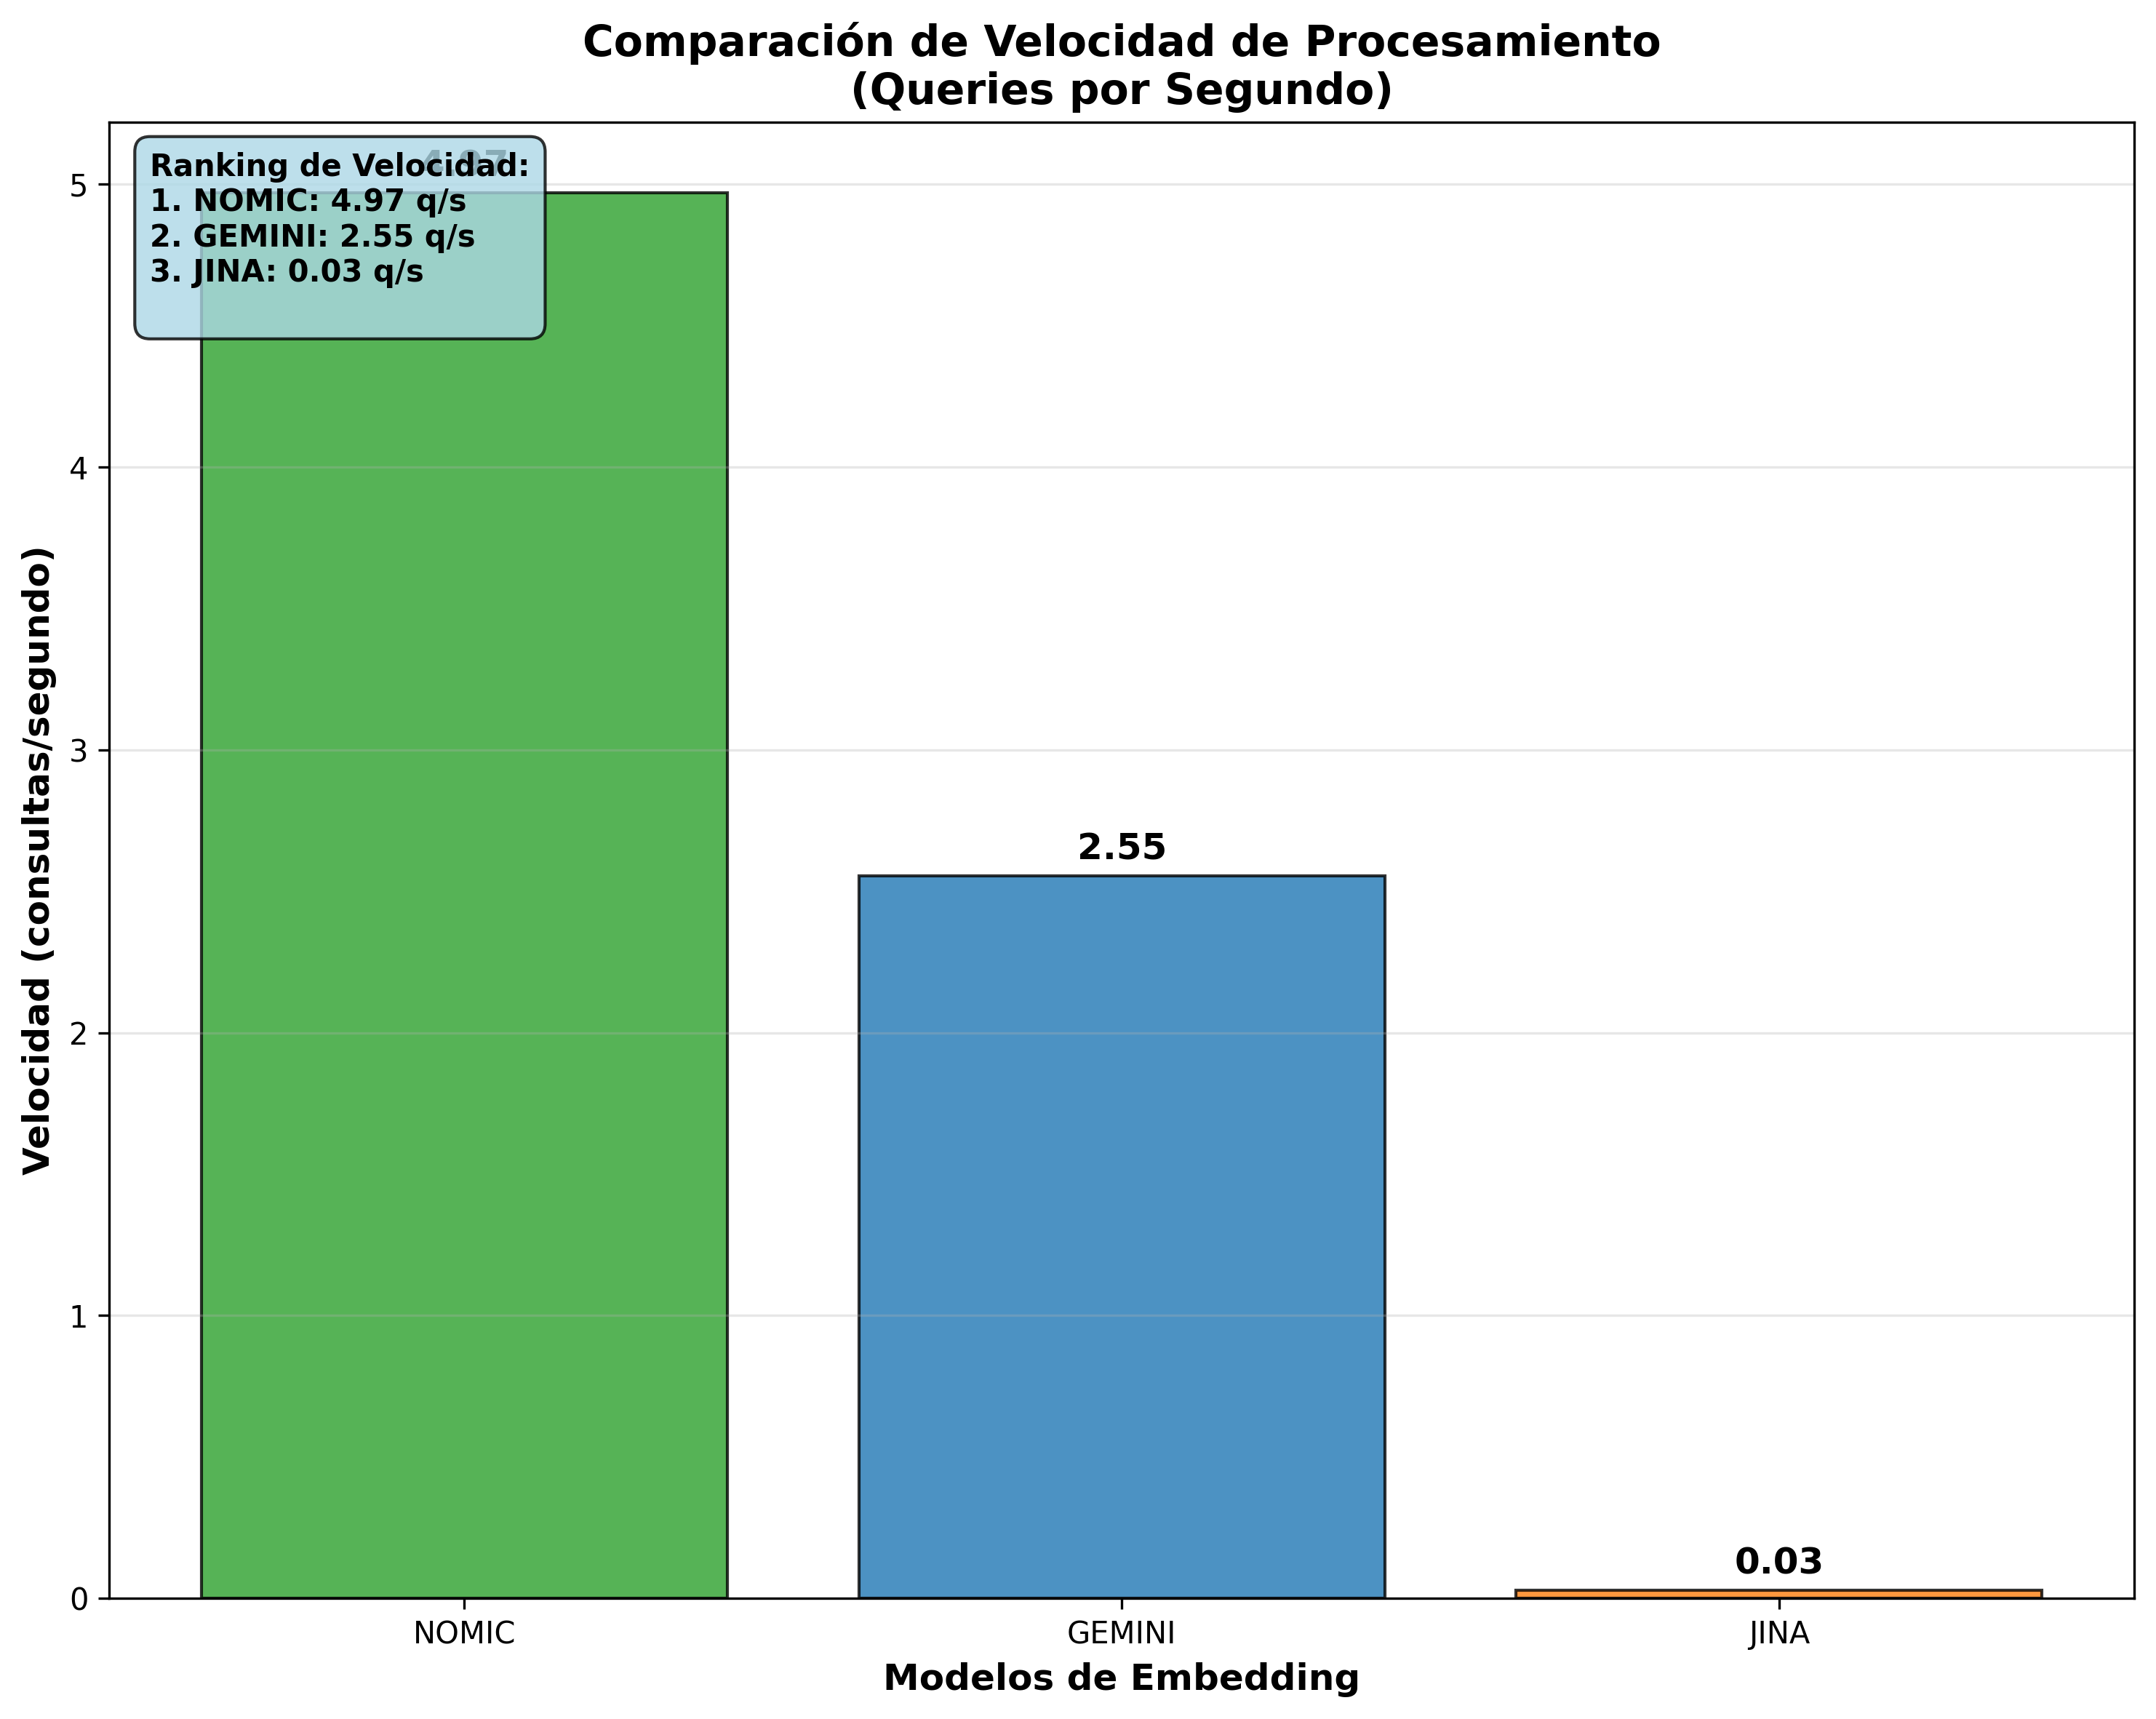 Comparación de Velocidad de Procesamiento
(Queries por Segundo)
4.97
Ranking de Velocidad:
1. NOMIC: 4.97 q/s
2. GEMINI: 2.55 q/s
3. JINA: 0.03 q/s
5
4
3
2
1
0
Velocidad (consultas/segundo)
2.55
0.03
NOMIC
GEMINI
JINA
Modelos de Embedding